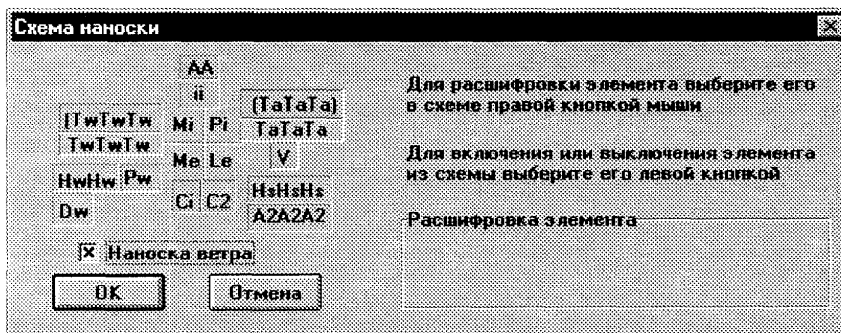 Схема наноски
AA
ii
(TwTwTw
TwTwTw
Mi Pi
(TaTaTa)
TaTaTa
Me Le
V
HwHw Pw
Dw
Ci C2
HsHsHs
A2A2A2
Наноска ветра
OK
Отмена
Для расшифровки элемента выберите его
в схеме правой кнопкой мыши
Для включения или выключения элемента
из схемы выберите его левой кнопкой
Расшифровка элемента